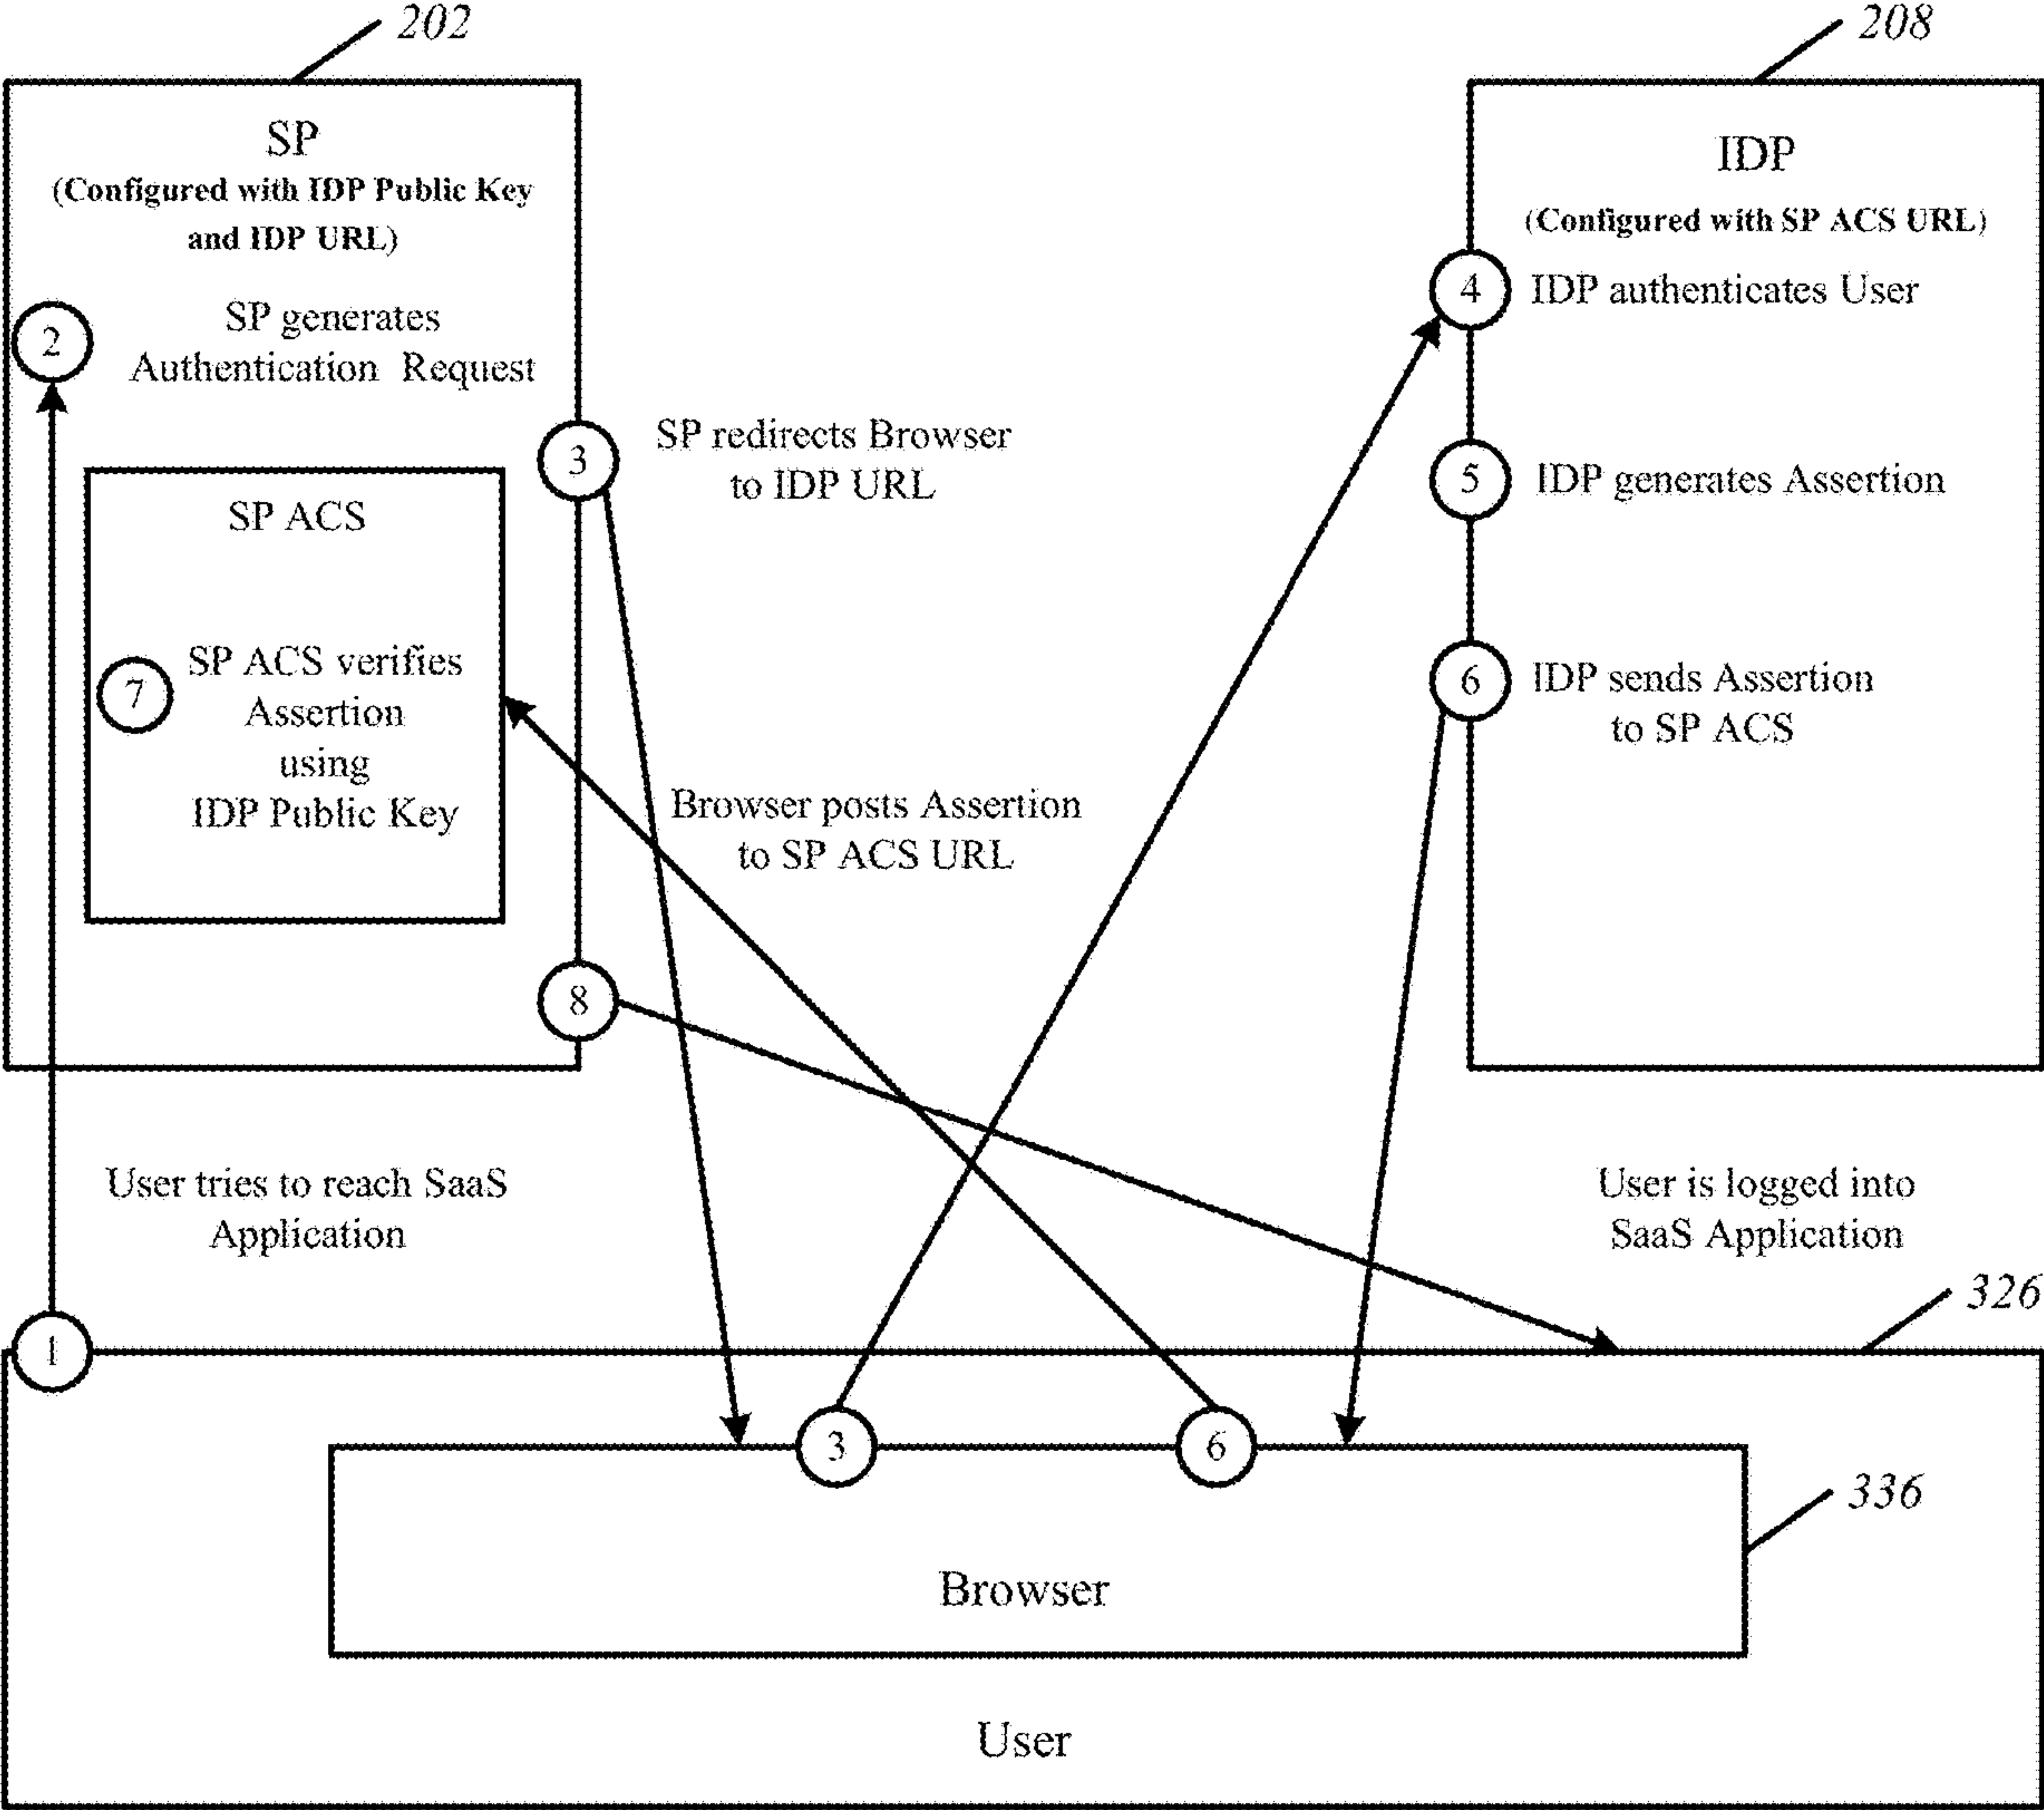 202
208
SP
(Configured with IDP Public Key
and IDP URL)
2
SP generates
Authentication Request
3
SP redirects Browser
to IDP URL
SP ACS
7
SP ACS verifies
Assertion
using
IDP Public Key
Browser posts Assertion
to SP ACS URL
8
IDP
(Configured with SP ACS URL)
4
IDP authenticates User
5
IDP generates Assertion
6
IDP sends Assertion
to SP ACS
User tries to reach SaaS
Application
User is logged into
SaaS Application
326
1
3
6
336
Browser
User